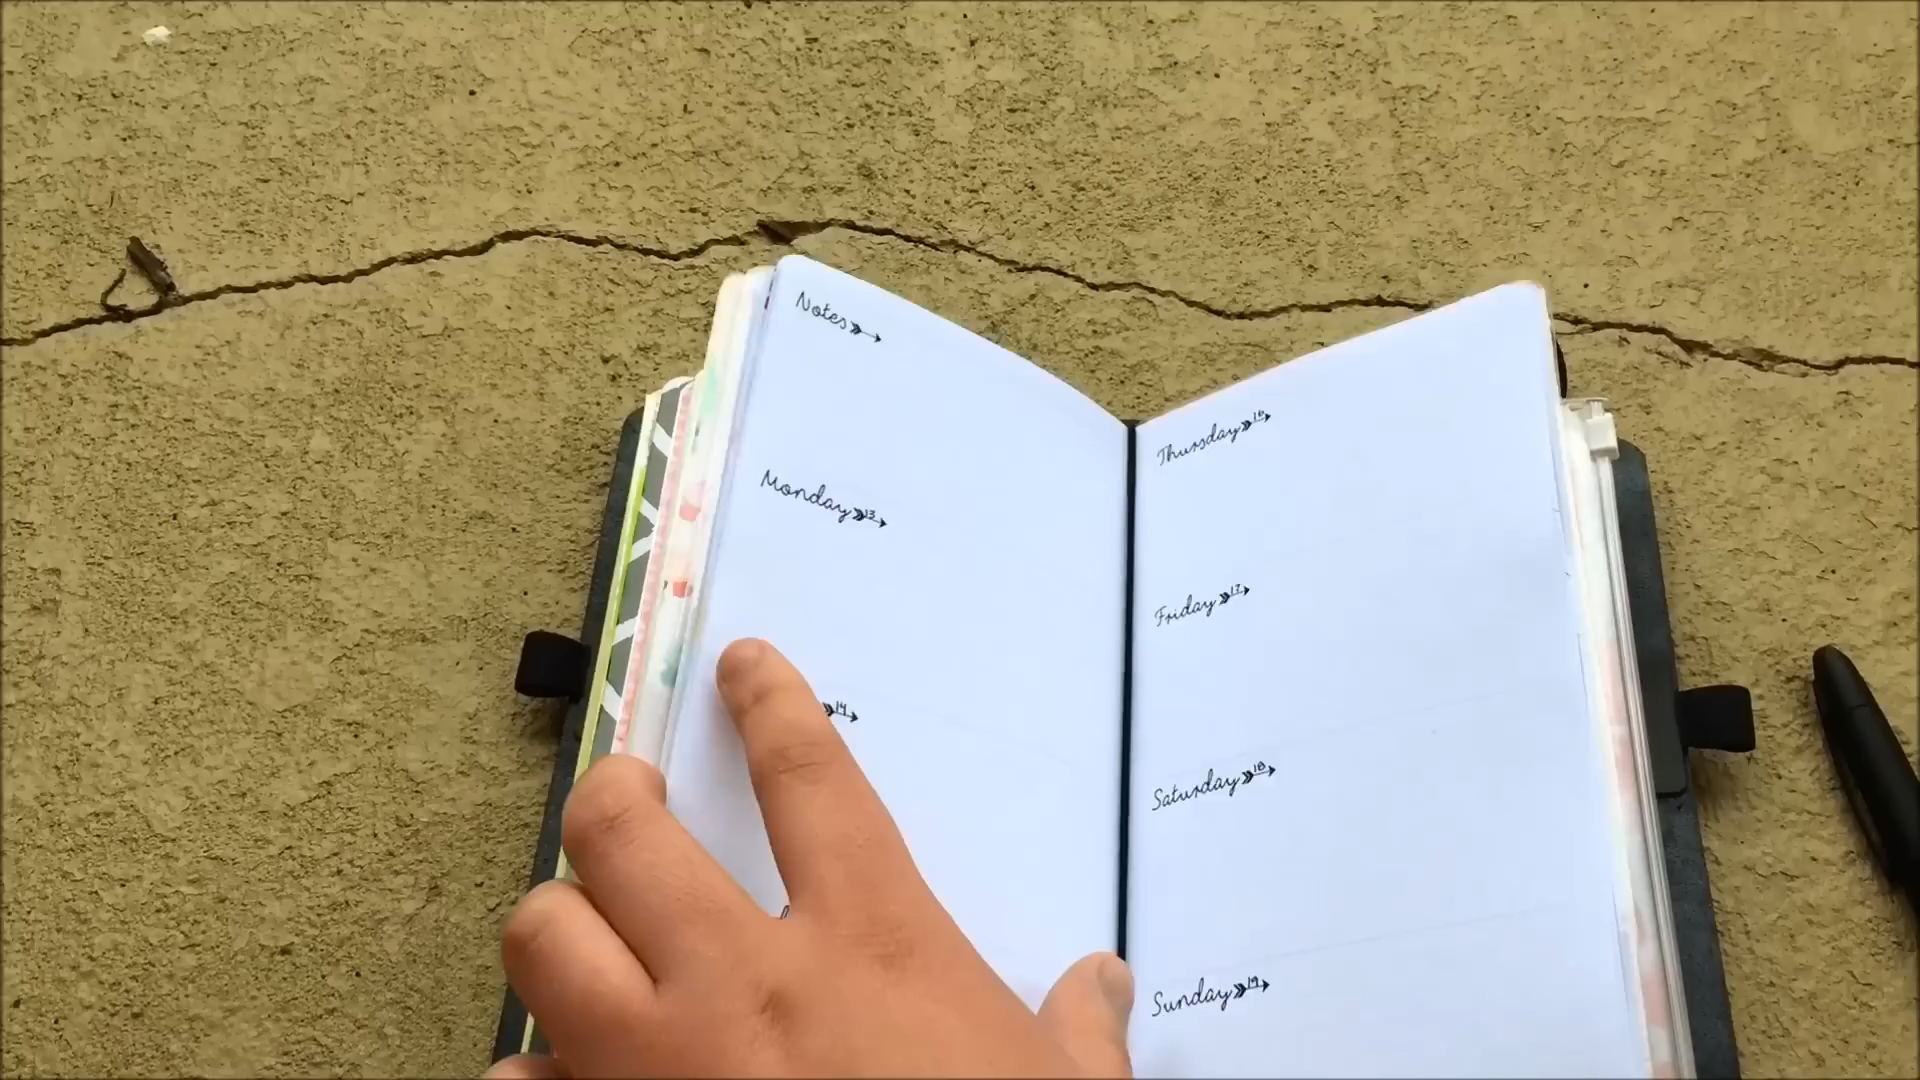 Notes
Monday 13
14
Thursday 16
Friday 17
Saturday 18
Sunday 19